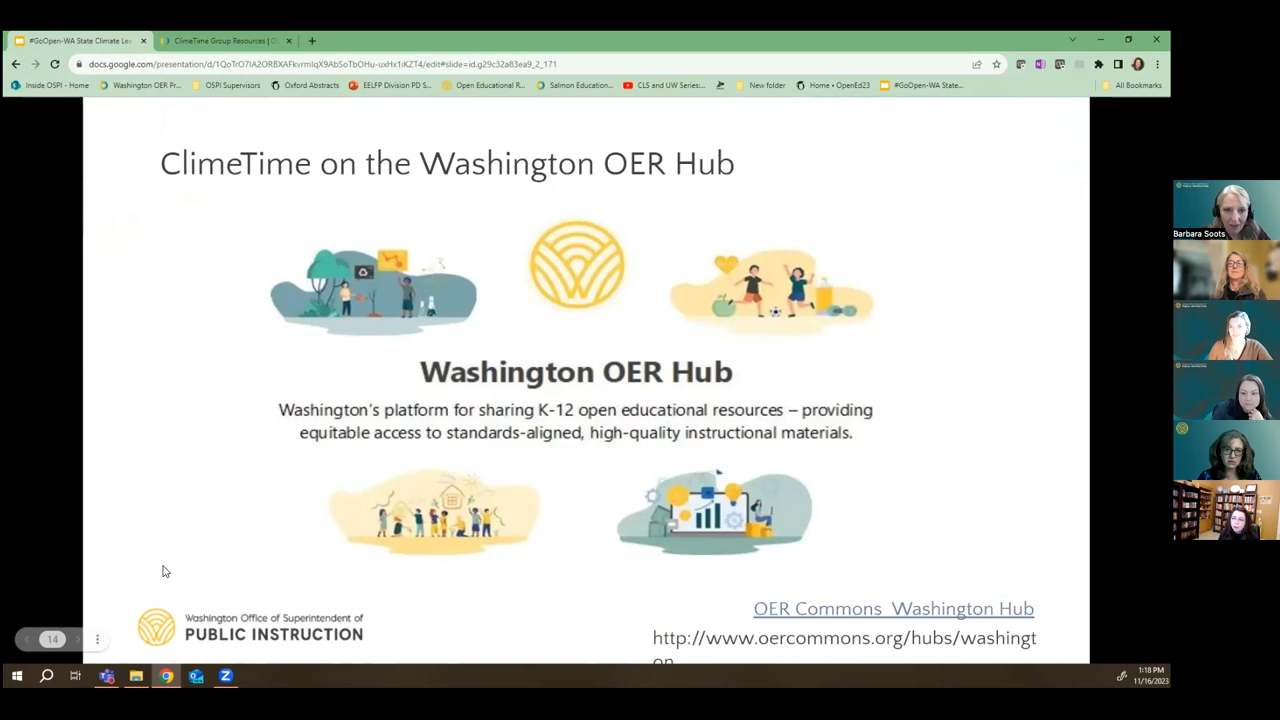 #GoOpen-WA State Climate Lea
ClimeTime Group Resources | C
docs.google.com/presentation/d/1QoTrO7IA2ORBXAFkvrmIqX9AbSoTbOHu-uxHx1iKZT4/edit#slide=id.g29c32a83ea9_2_171
Inside OSPI - Home
Washington OER Pr...
OSPI Supervisors
Oxford Abstracts
EELFP Division PD S...
Open Educational R...
Salmon Education...
CLS and UW Series:...
New folder
Home • OpenEd23
#GoOpen-WA State...
All Bookmarks
ClimeTime on the Washington OER Hub
Washington OER Hub
Washington's platform for sharing K-12 open educational resources – providing
equitable access to standards-aligned, high-quality instructional materials.
Washington Office of Superintendent of
PUBLIC INSTRUCTION
OER Commons Washington Hub
http://www.oercommons.org/hubs/washingt
on
14
Barbara Soots
1:18 PM
11/16/2023